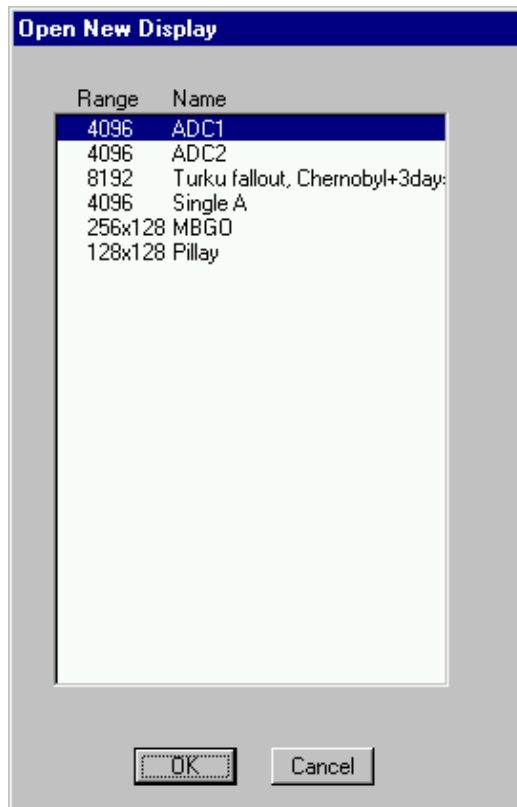 Open New Display
Range Name
4096 ADC1
4096 ADC2
8192 Turku fallout, Chernobyl+3day
4096 Single A
256x128 MBGO
128x128 Pillay
OK Cancel